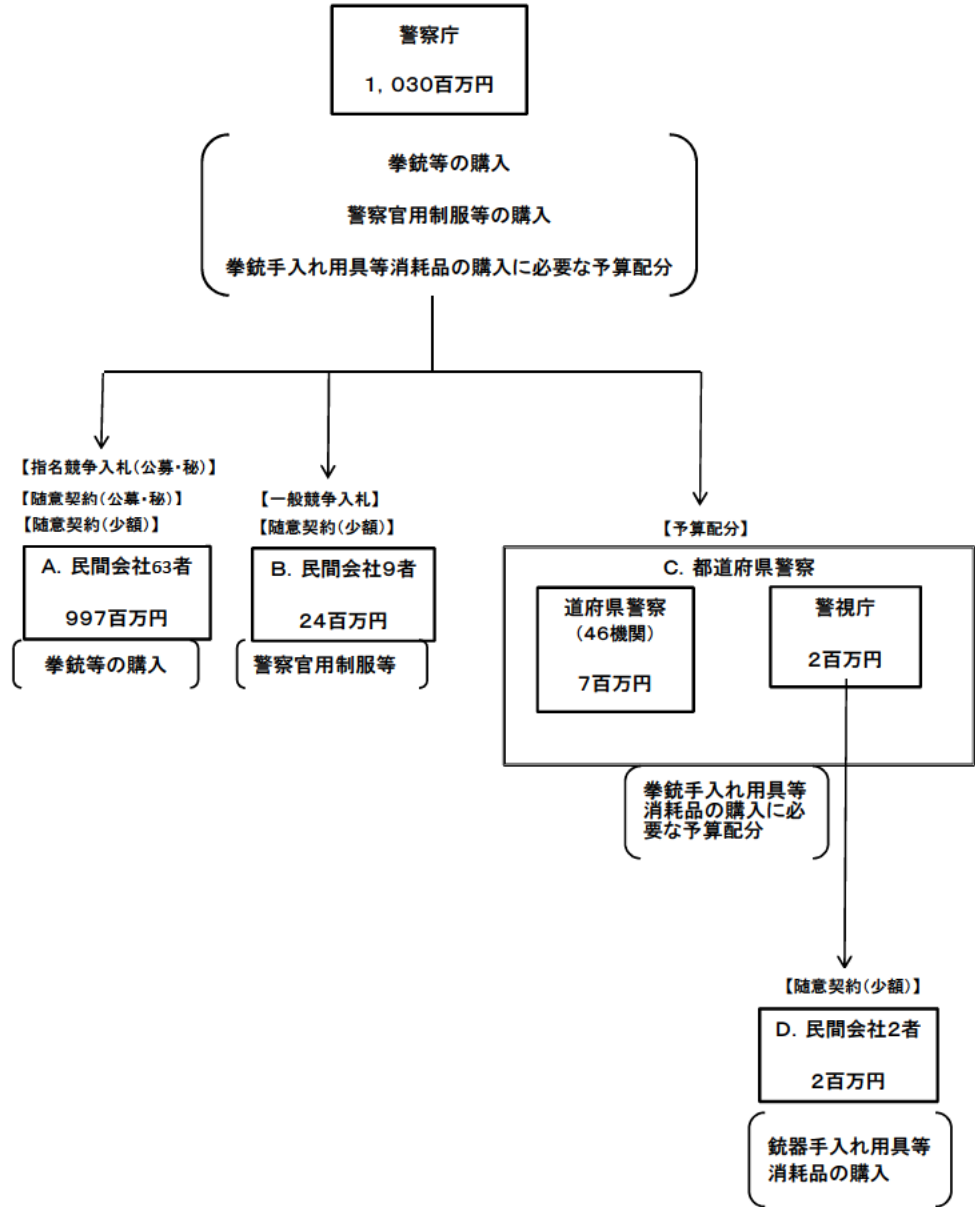 警察庁
1，030百万円
拳銃等の購入
警察官用制服等の購入
拳銃手入れ用具等消耗品の購入に必要な予算配分
【指名競争入札（公募・秘）】
【随意契約（公募・秘）】
【随意契約（少額）】
A．民間会社63者
997百万円
拳銃等の購入
【一般競争入札】
【随意契約（少額）】
B．民間会社9者
24百万円
警察官用制服等
【予算配分】
C．都道府県警察
道府県警察
（46機関）
7百万円
警視庁
2百万円
拳銃手入れ用具等
消耗品の購入に必
要な予算配分
【随意契約（少額）】
D．民間会社2者
2百万円
銃器手入れ用具等
消耗品の購入